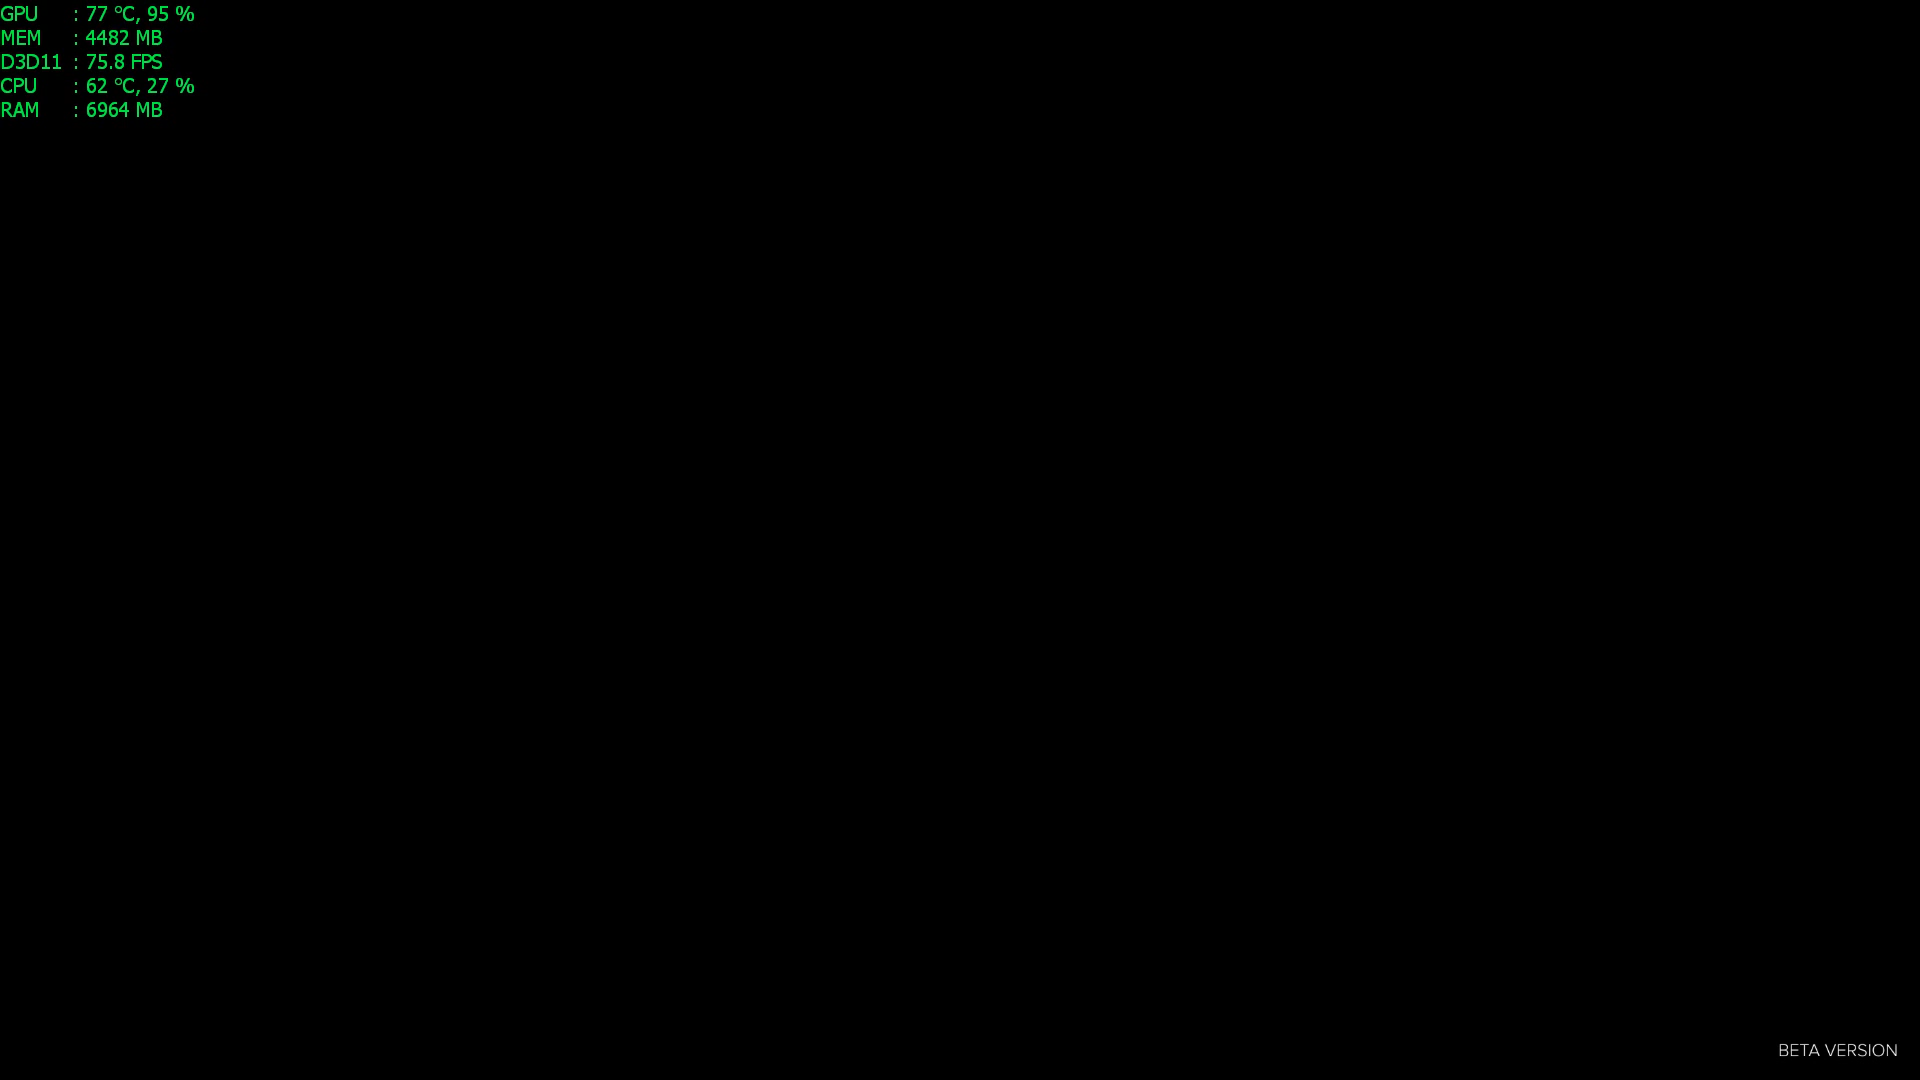 GPU : 77 °C, 95 %
MEM : 4482 MB
D3D11 : 75.8 FPS
CPU : 62 °C, 27 %
RAM : 6964 MB
BETA VERSION